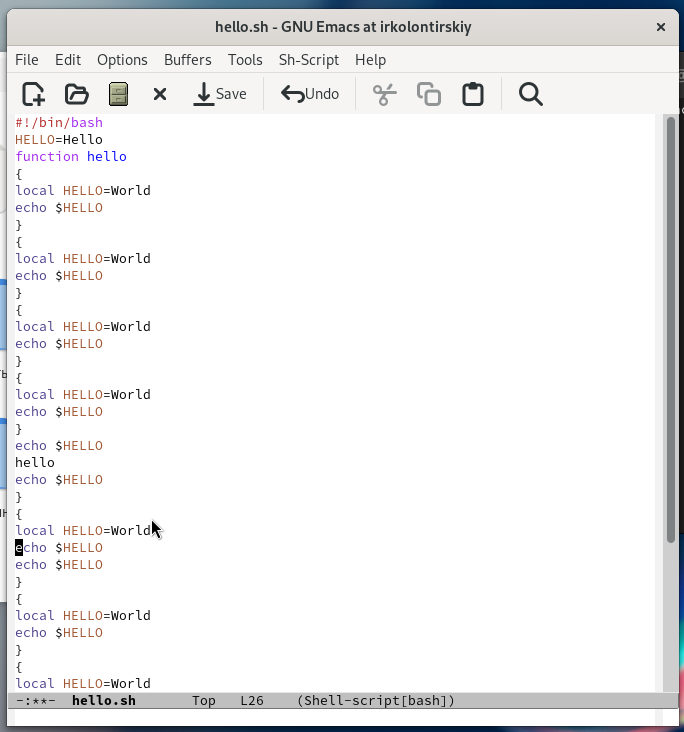 hello.sh - GNU Emacs at irkolontirskiy
File Edit Options Buffers Tools Sh-Script Help
Save Undo
#!/bin/bash
HELLO=Hello
function hello
{
local HELLO=World
echo $HELLO
}
{
local HELLO=World
echo $HELLO
}
{
local HELLO=World
echo $HELLO
}
{
local HELLO=World
echo $HELLO
}
echo $HELLO
hello
echo $HELLO
}
{
local HELLO=World
echo $HELLO
echo $HELLO
}
{
local HELLO=World
echo $HELLO
}
{
local HELLO=World
-:**- hello.sh Top L26 (Shell-script[bash])